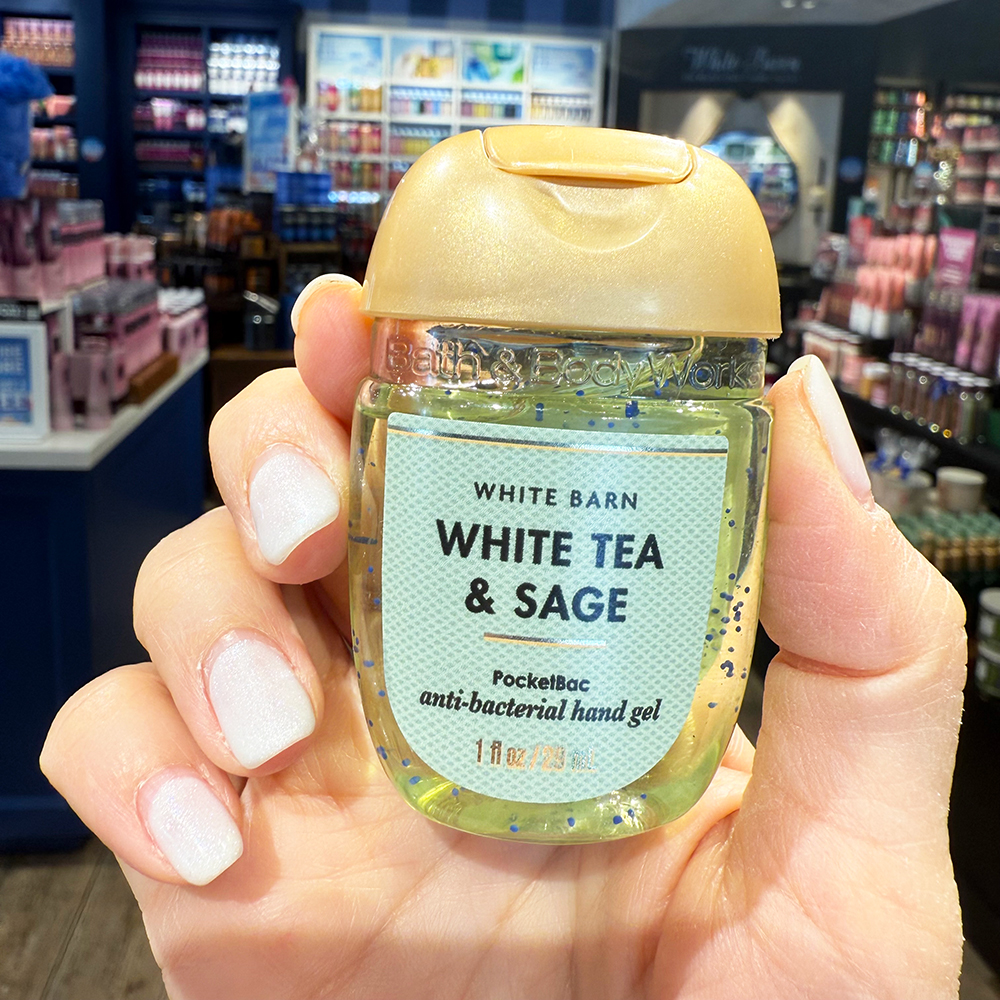 White Barn
Bath & Body Works
WHITE BARN
WHITE TEA
& SAGE
PocketBac
anti-bacterial hand gel
1 fl oz / 29 mL